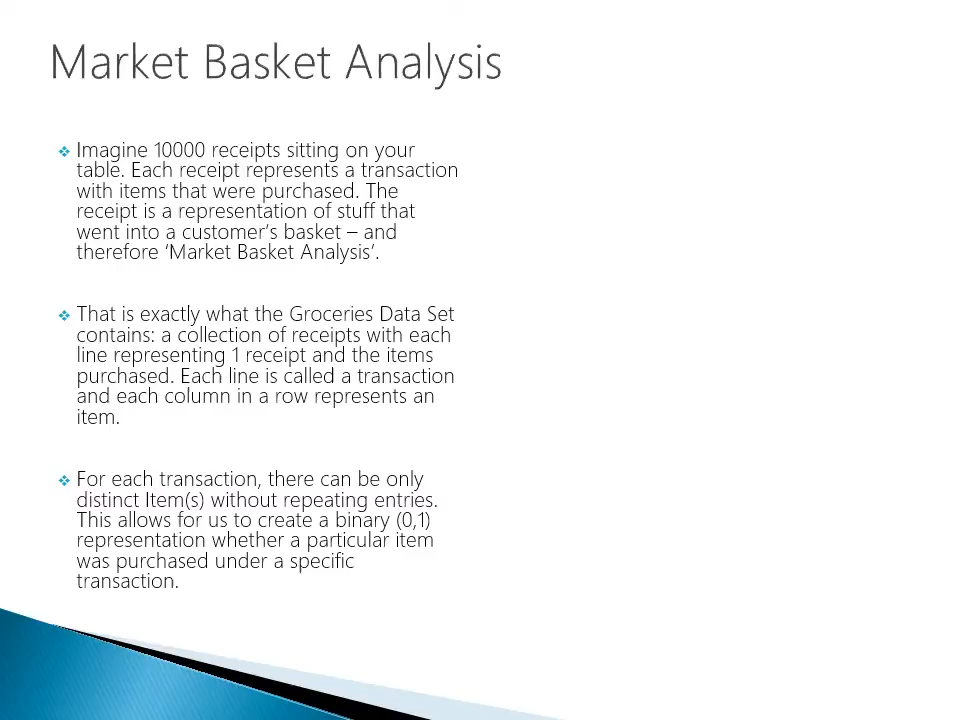 Market Basket Analysis
❖ Imagine 10000 receipts sitting on your
table. Each receipt represents a transaction
with items that were purchased. The
receipt is a representation of stuff that
went into a customer’s basket – and
therefore ‘Market Basket Analysis’.
❖ That is exactly what the Groceries Data Set
contains: a collection of receipts with each
line representing 1 receipt and the items
purchased. Each line is called a transaction
and each column in a row represents an
item.
❖ For each transaction, there can be only
distinct Item(s) without repeating entries.
This allows for us to create a binary (0,1)
representation whether a particular item
was purchased under a specific
transaction.